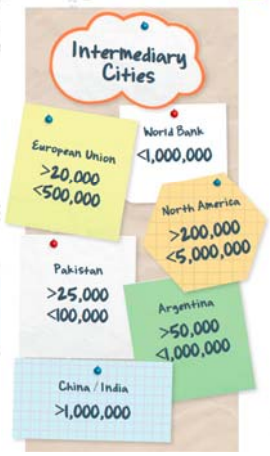 Intermediary
Cities
World Bank
<1,000,000
European Union
>20,000
<500,000
North America
>200,000
<5,000,000
Pakistan
>25,000
<100,000
Argentina
>50,000
<1,000,000
China / India
>1,000,000